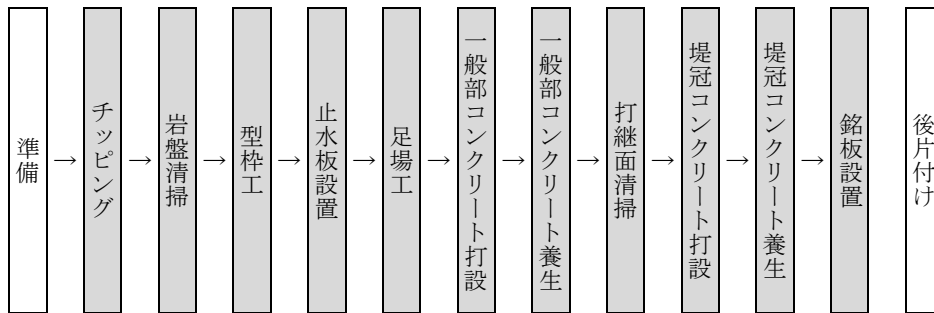 準備
→
チッピング
→
岩盤清掃
→
型枠工
→
止水板設置
→
足場工
→
一般部コンクリート打設
→
一般部コンクリート養生
→
打継面清掃
→
堤冠コンクリート打設
→
堤冠コンクリート養生
→
銘板設置
後片付け